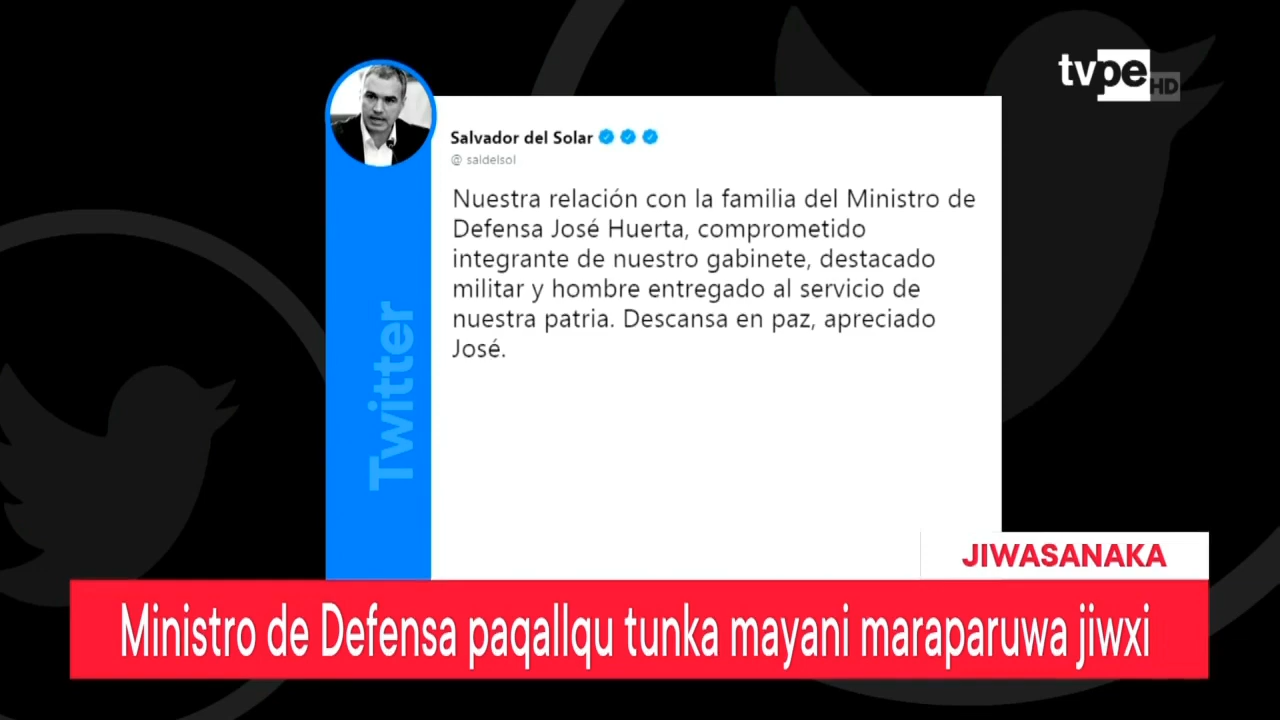 tvpe HD
Salvador del Solar
@ saldelsol
Nuestra relación con la familia del Ministro de
Defensa José Huerta, comprometido
integrante de nuestro gabinete, destacado
militar y hombre entregado al servicio de
nuestra patria. Descansa en paz, apreciado
José.
Twitter
JIWASANAKA
Ministro de Defensa paqallqu tunka mayani maraparuwa jiwxi